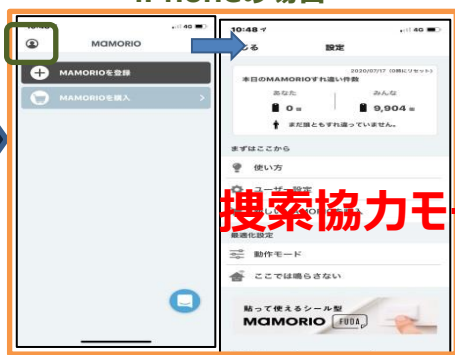 iPhoneの場合
10:48
4G
MAMORIO
MAMORIOを登録
MAMORIOを購入
10:48
4G
じる
設定
2020/07/17 (0時にリセット)
本日のMAMORIOすれ違い件数
あなた
みんな
0
9,904
まだ誰ともすれ違っていません。
まずはここから
使い方
ユーザー設定
捜索協力モー
最適化設定
動作モード
ここでは鳴らさない
貼って使えるシール型
MAMORIO FUDA